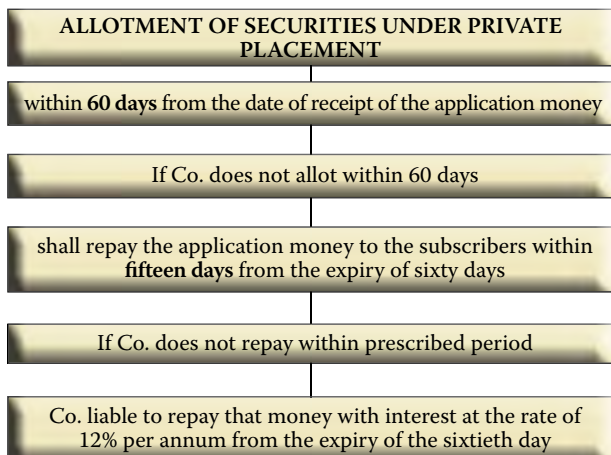 ALLOTMENT OF SECURITIES UNDER PRIVATE
PLACEMENT
within 60 days from the date of receipt of the application money
If Co. does not allot within 60 days
shall repay the application money to the subscribers within
fifteen days from the expiry of sixty days
If Co. does not repay within prescribed period
Co. liable to repay that money with interest at the rate of
12% per annum from the expiry of the sixtieth day